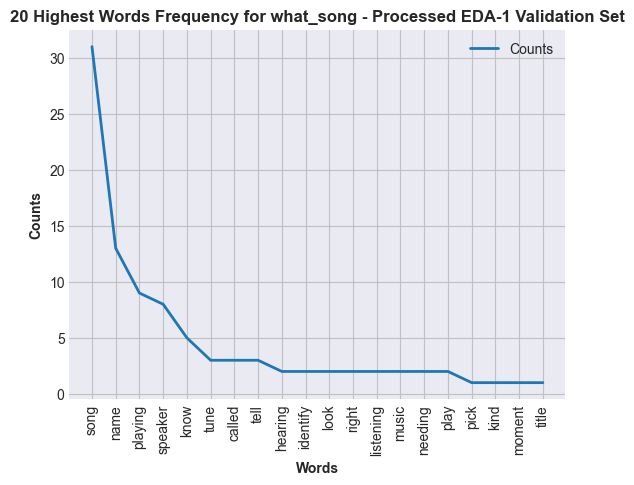 20 Highest Words Frequency for what_song - Processed EDA-1 Validation Set
Counts
30
25
20
15
10
5
0
Counts
song
name
playing
speaker
know
tune
called
tell
hearing
identify
look
right
listening
music
needing
play
pick
kind
moment
title
Words